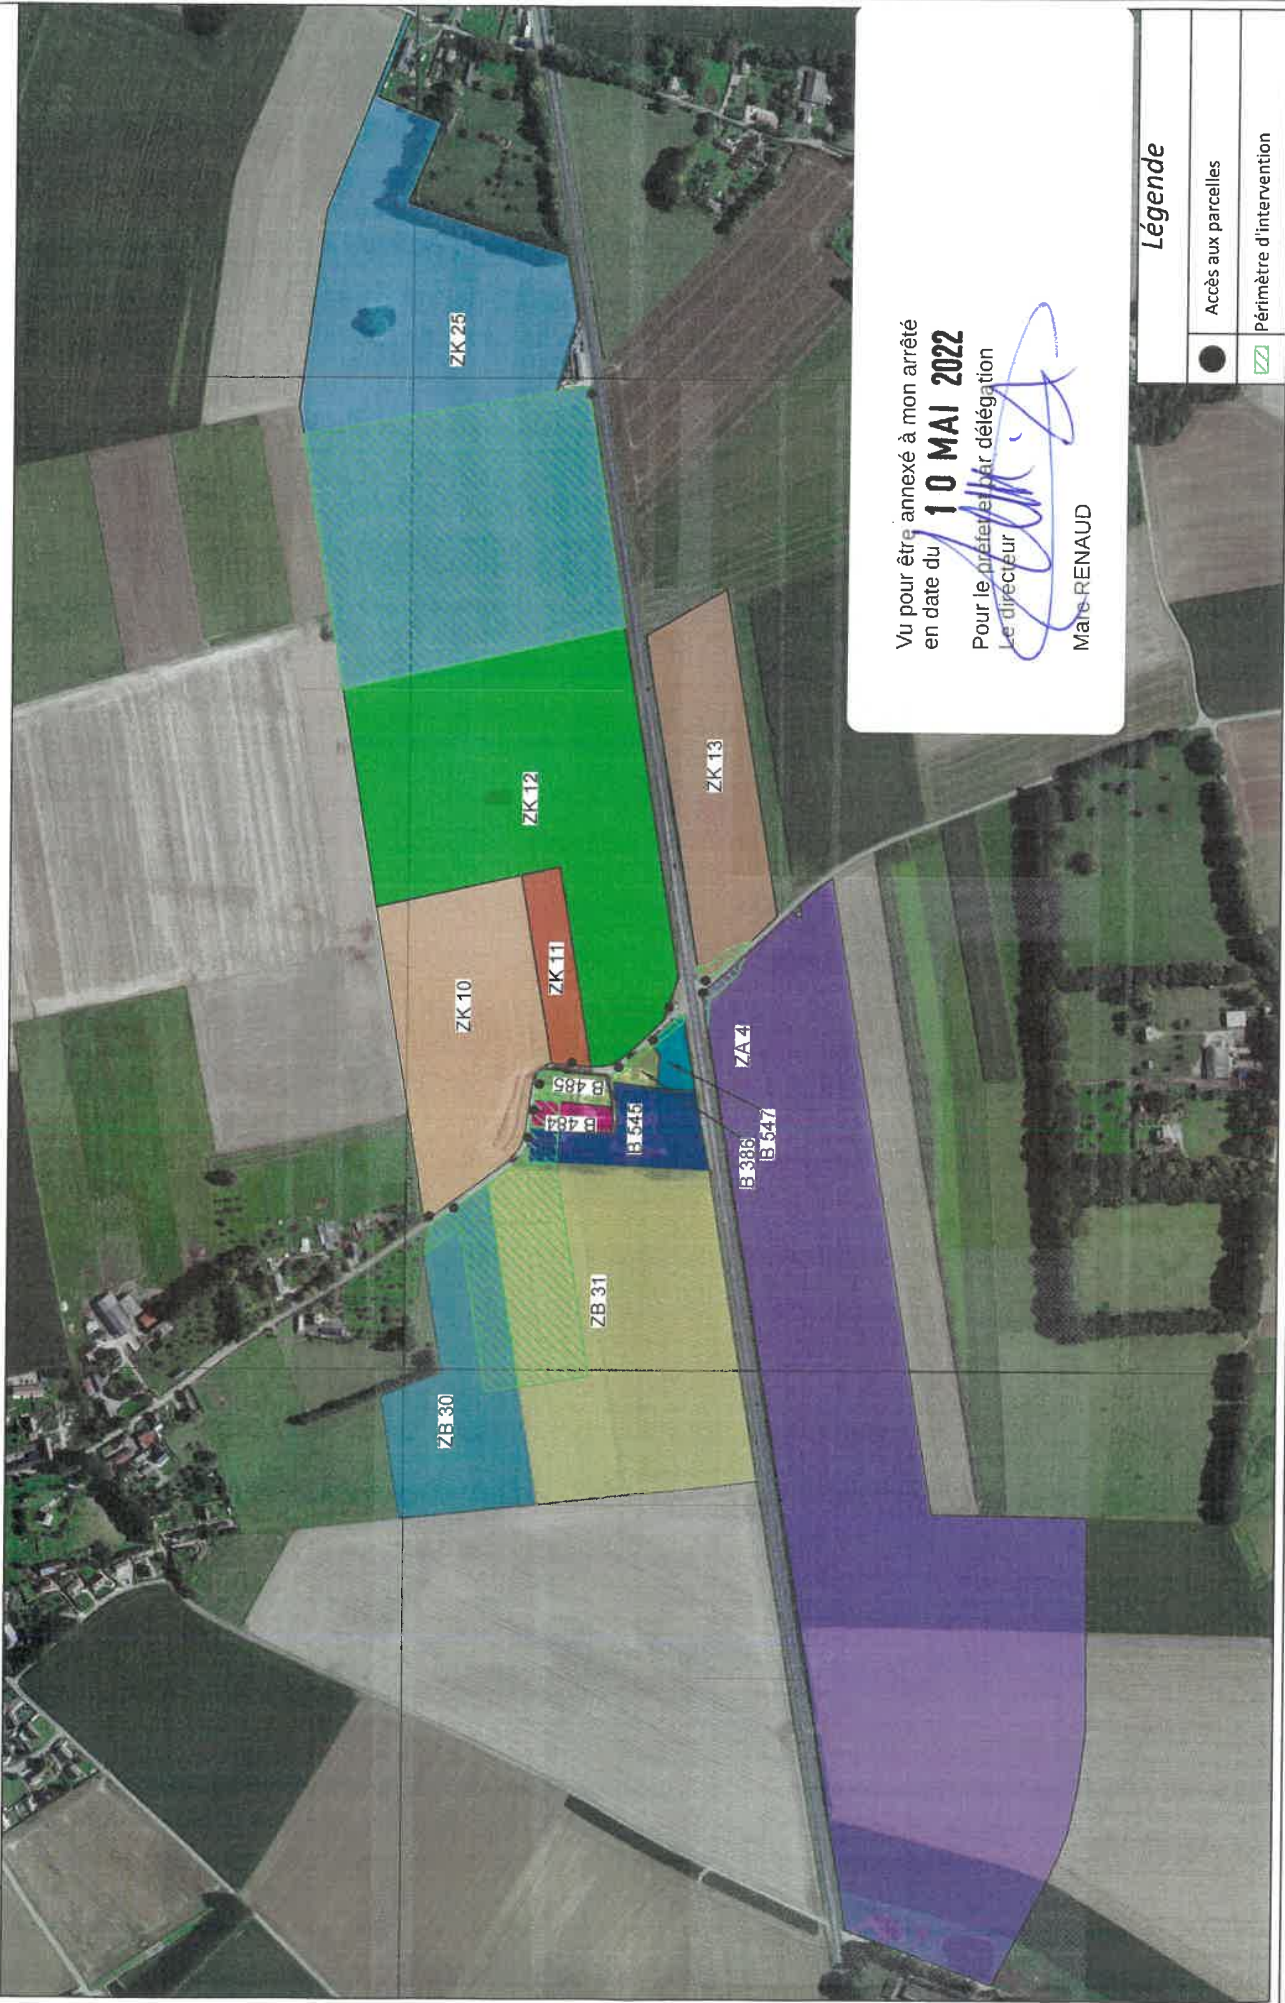 ZK 25
ZK 12
ZK 13
ZK 10
ZK 11
B 485
B 484
B 545
B 386
B 547
ZA 4
ZB 31
ZB 30
Vu pour être annexé à mon arrêté
en date du 10 MAI 2022
Pour le préfet et par délégation
Le directeur
Marc RENAUD
Légende
Accès aux parcelles
Périmètre d'intervention